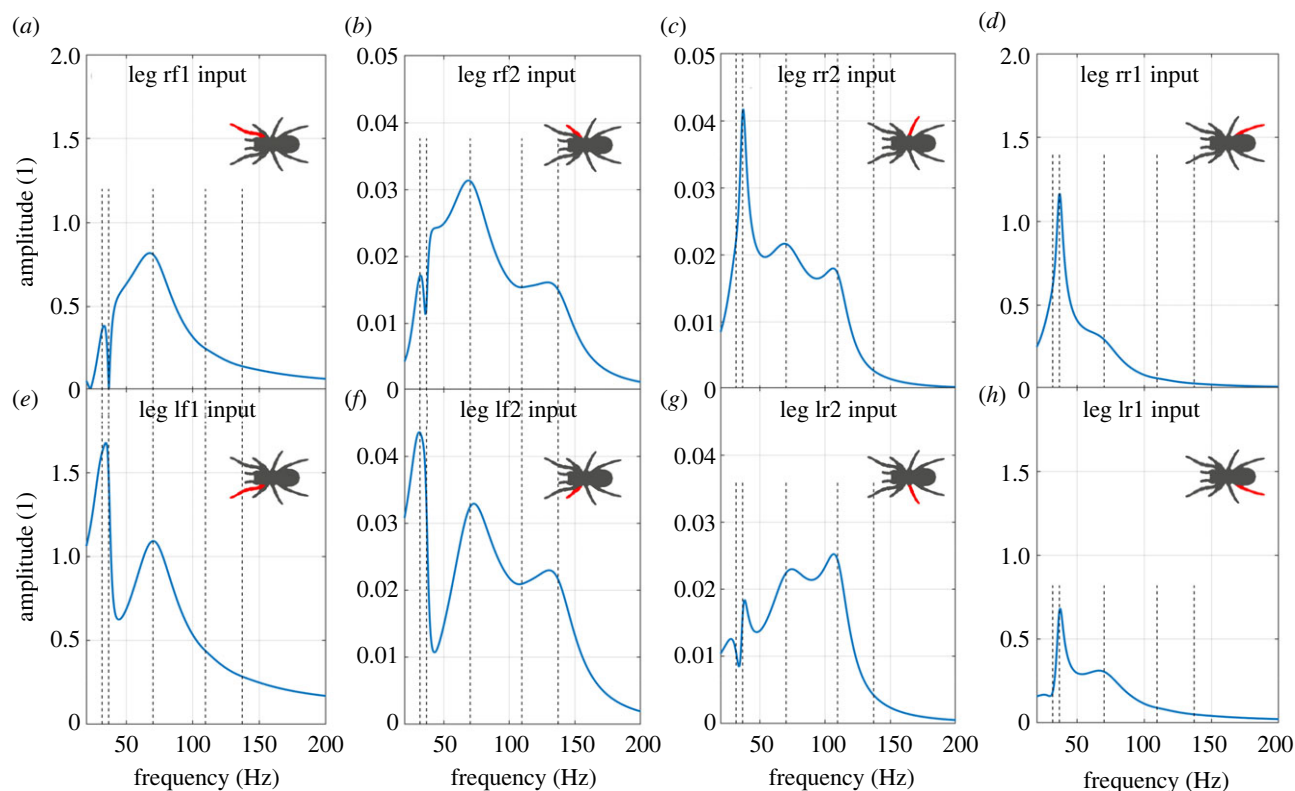 (a)
(b)
(c)
(d)
2.0
leg rf1 input
1.5
1.0
0.5
0
amplitude (1)
0.05
leg rf2 input
0.04
0.03
0.02
0.01
0
0.05
leg rr2 input
0.04
0.03
0.02
0.01
0
2.0
leg rr1 input
1.5
1.0
0.5
0
(e)
(f)
(g)
(h)
leg lf1 input
1.5
1.0
0.5
0
amplitude (1)
50 100 150 200
frequency (Hz)
leg lf2 input
0.04
0.03
0.02
0.01
0
50 100 150 200
frequency (Hz)
leg lr2 input
0.04
0.03
0.02
0.01
0
50 100 150 200
frequency (Hz)
leg lr1 input
1.5
1.0
0.5
0
50 100 150 200
frequency (Hz)